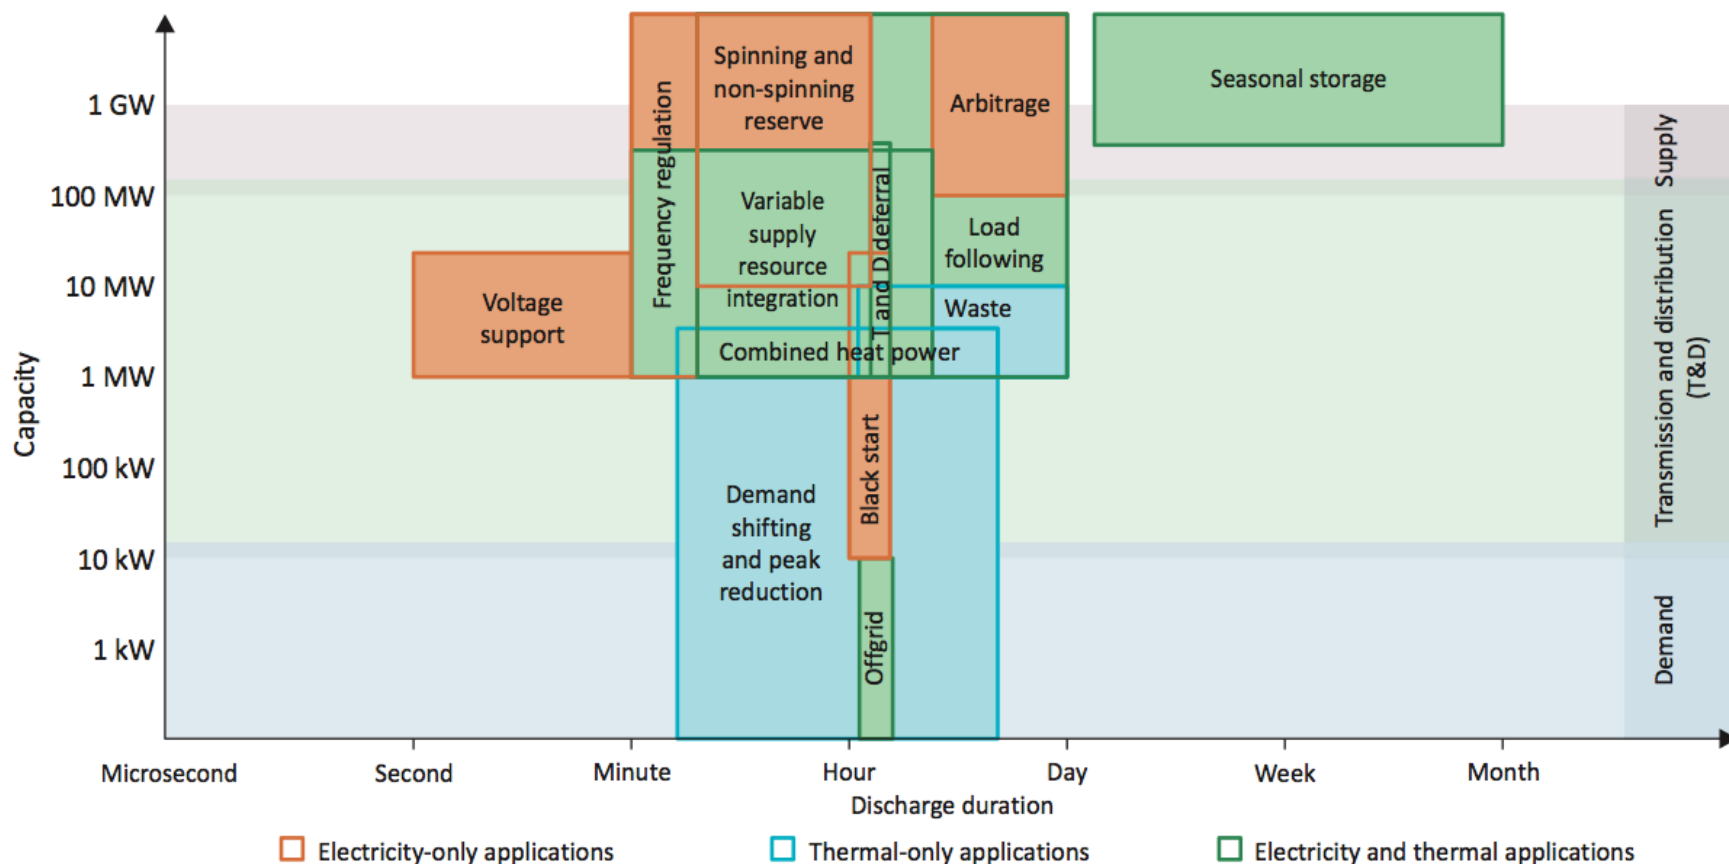 Capacity
1 GW
100 MW
10 MW
1 MW
100 kW
10 kW
1 kW
Voltage
support
Frequency regulation
Spinning and
non-spinning
reserve
Variable
supply
resource
integration
Combined heat power
Demand
shifting
and peak
reduction
Black start
Offgrid
T and D deferral
Arbitrage
Load
following
Waste
Seasonal storage
Supply
Transmission and distribution
(T&D)
Demand
Microsecond
Second
Minute
Hour
Day
Week
Month
Discharge duration
Electricity-only applications
Thermal-only applications
Electricity and thermal applications